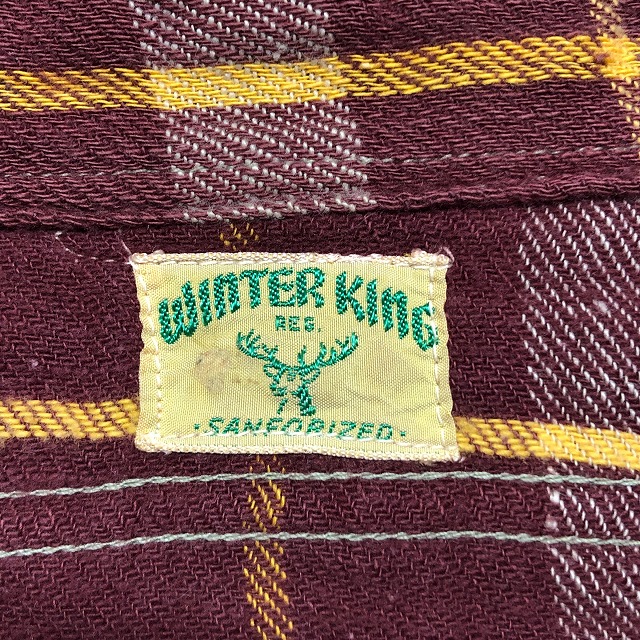 WINTER KING
REG.
·SANFORIZED·